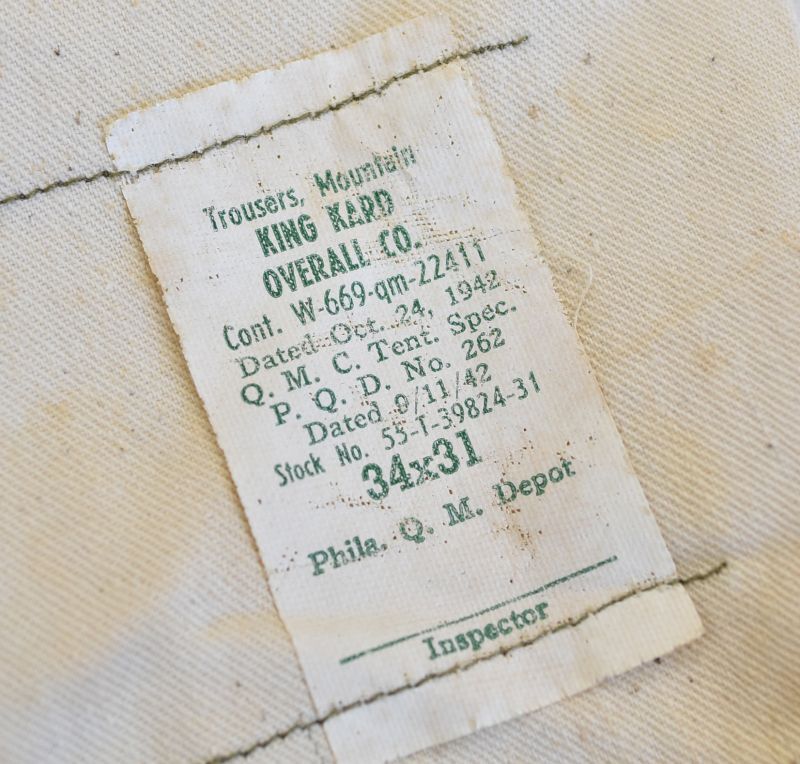 Trousers, Mountain
KING KARD
OVERALL CO.
Cont. W-669-qm-22411
Dated Oct. 24, 1942
Q. M. C. Tent. Spec.
P. Q. D. No. 262
Dated 9/11/42
Stock No. 55-T-39824-31
34x31
Phila. Q. M. Depot
Inspector